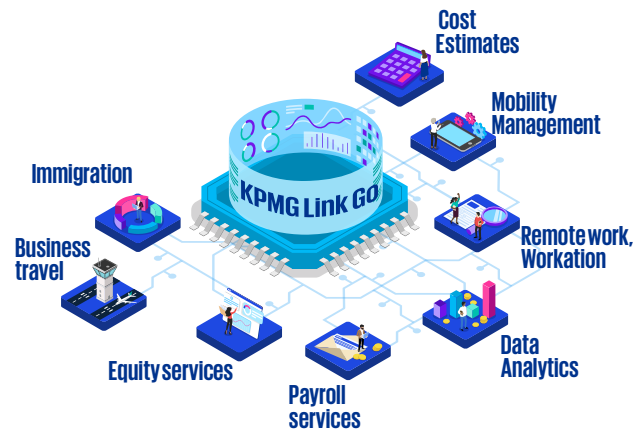 Cost
Estimates
Mobility
Management
KPMG Link Go
Immigration
Remote work,
Workation
Business
travel
Data
Analytics
Equity services
Payroll
services